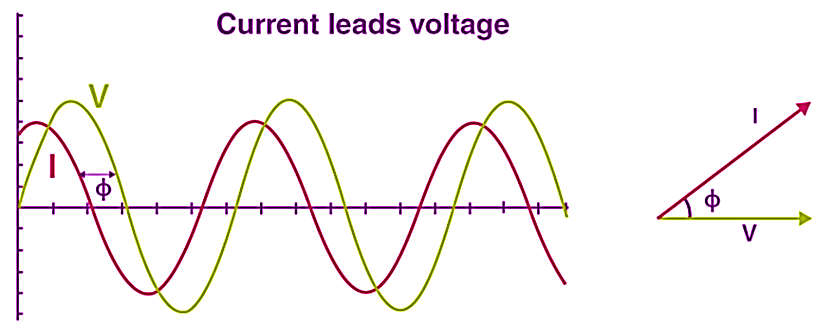 Current leads voltage
V
I
ϕ
I
ϕ
V